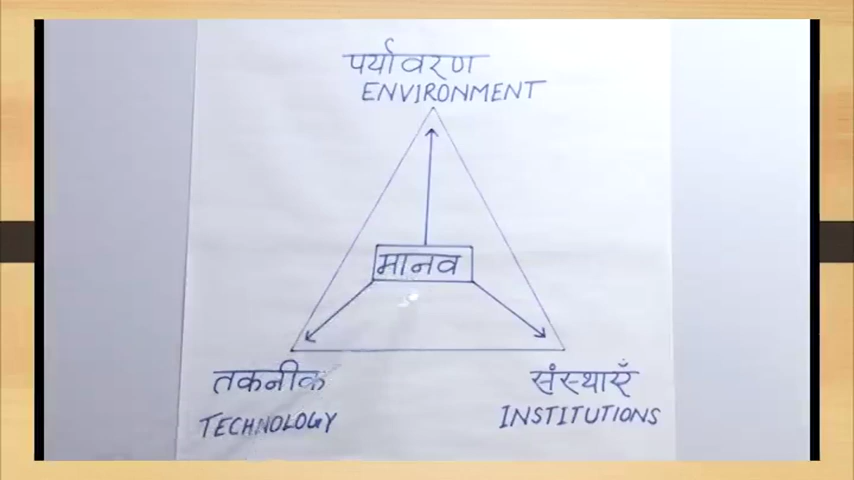 पर्यावरण
ENVIRONMENT
मानव
तकनीक
TECHNOLOGY
संस्थाएँ
INSTITUTIONS